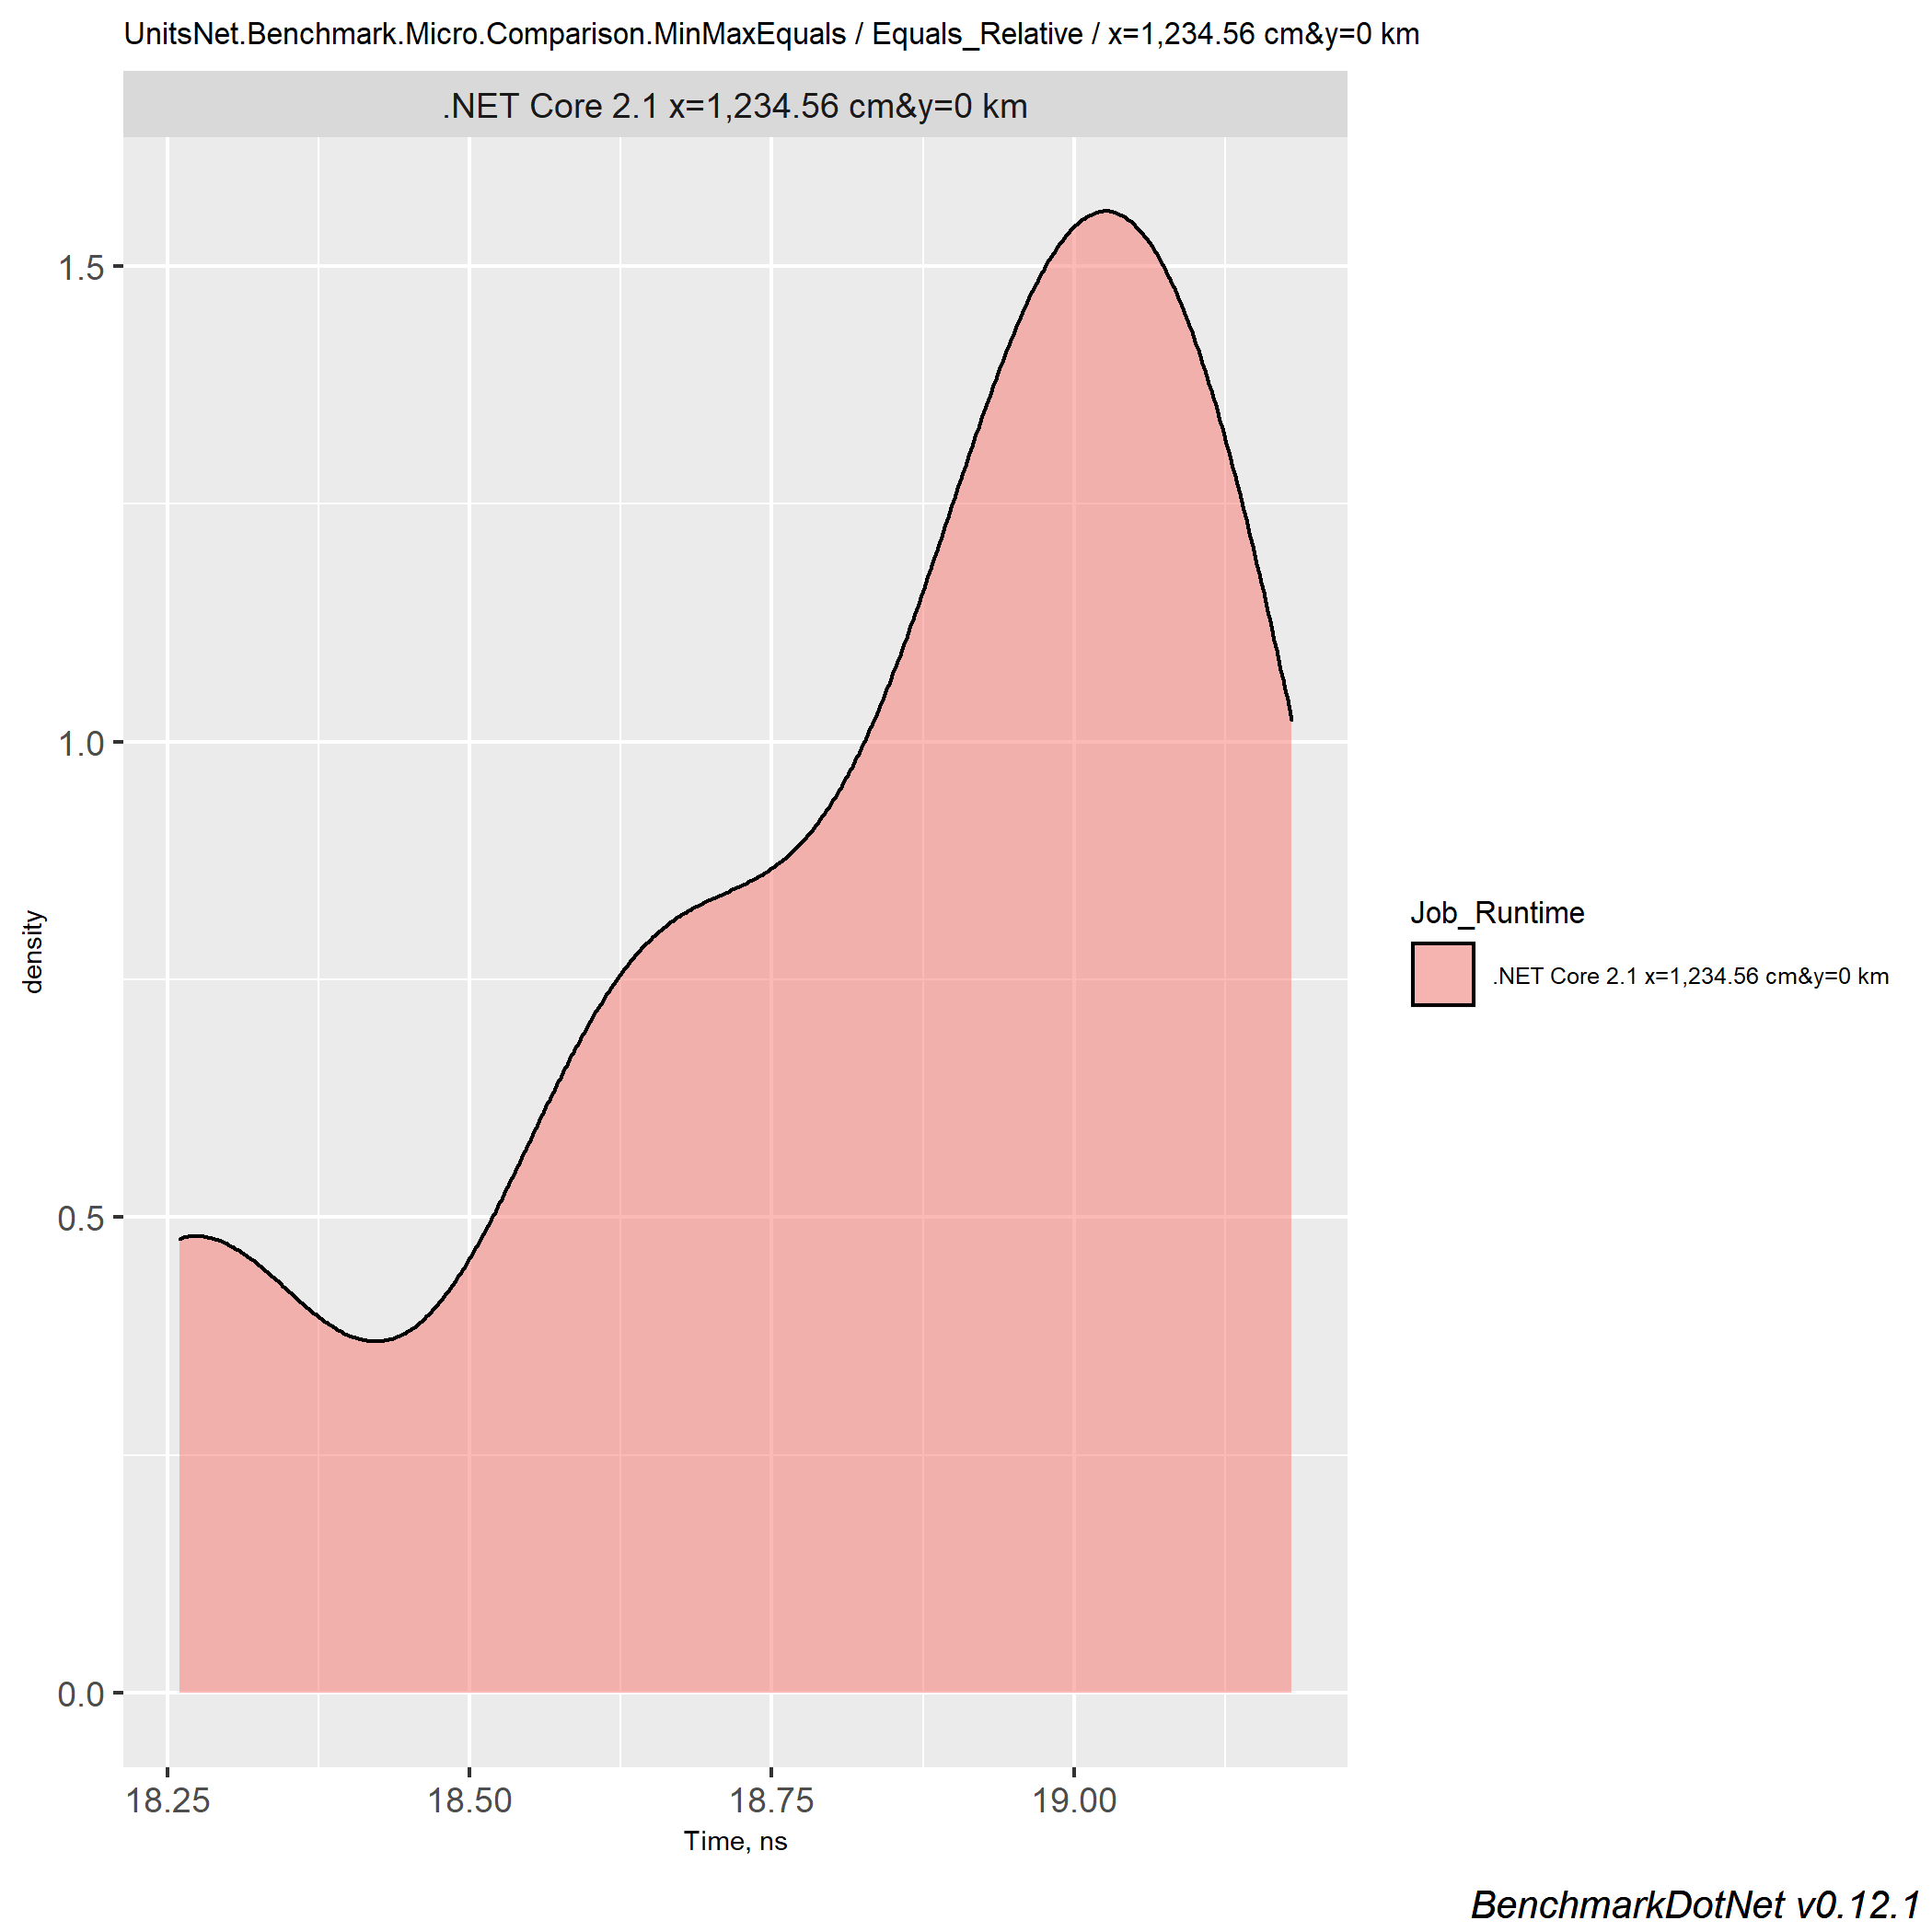 UnitsNet.Benchmark.Micro.Comparison.MinMaxEquals / Equals_Relative / x=1,234.56 cm&y=0 km
.NET Core 2.1 x=1,234.56 cm&y=0 km
1.5
1.0
0.5
0.0
density
18.25 18.50 18.75 19.00
Time, ns
Job_Runtime
.NET Core 2.1 x=1,234.56 cm&y=0 km
BenchmarkDotNet v0.12.1